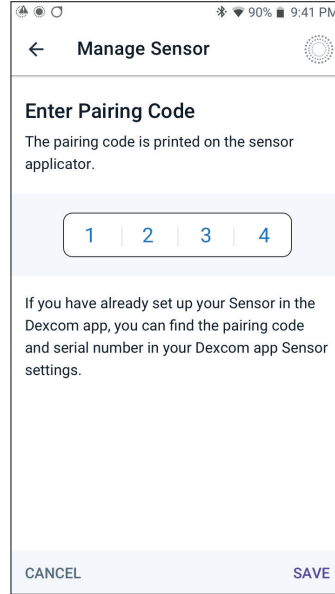 90% 9:41 PM
Manage Sensor
Enter Pairing Code
The pairing code is printed on the sensor
applicator.
1 2 3 4
If you have already set up your Sensor in the
Dexcom app, you can find the pairing code
and serial number in your Dexcom app Sensor
settings.
CANCEL SAVE